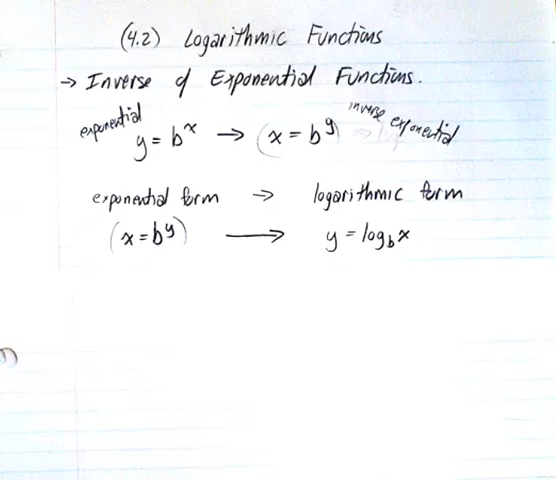 (4.2) Logarithmic Functions
→ Inverse of Exponential Functions.
exponential y = b^x → (x = b^y) inverse exponential
exponential form → logarithmic form
(x = b^y) → y = log_b x